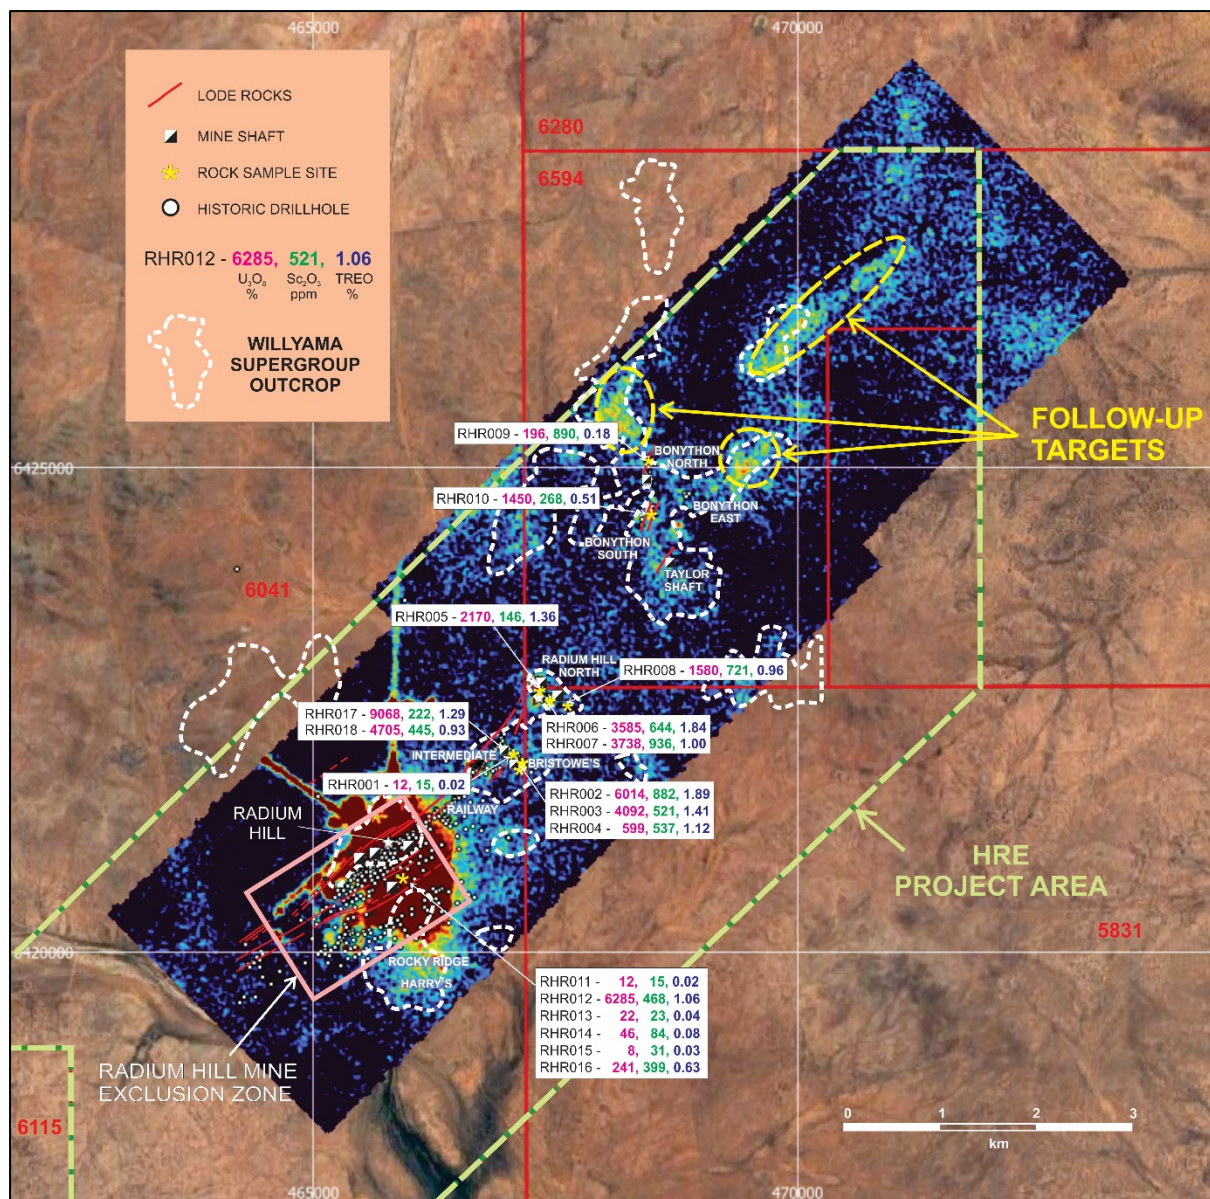 465000
470000
LODE ROCKS
MINE SHAFT
ROCK SAMPLE SITE
HISTORIC DRILLHOLE
RHR012 - 6285, 521, 1.06
U₃O₈ Sc₂O₃ TREO
% ppm %
WILLYAMA
SUPERGROUP
OUTCROP
6280
6594
FOLLOW-UP
TARGETS
RHR009 - 196, 890, 0.18
BONYTHON
NORTH
6425000
RHR010 - 1450, 268, 0.51
BONYTHON
EAST
BONYTHON
SOUTH
TAYLOR
SHAFT
6041
RHR005 - 2170, 146, 1.36
RADIUM HILL
NORTH
RHR008 - 1580, 721, 0.96
RHR017 - 9068, 222, 1.29
RHR018 - 4705, 445, 0.93
RHR006 - 3585, 644, 1.84
RHR007 - 3738, 936, 1.00
INTERMEDIATE
BRISTOWE'S
RHR001 - 12, 15, 0.02
RHR002 - 6014, 882, 1.89
RHR003 - 4092, 521, 1.41
RHR004 - 599, 537, 1.12
RAILWAY
RADIUM
HILL
HRE
PROJECT AREA
5831
6420000
ROCKY RIDGE
HARRY'S
RHR011 - 12, 15, 0.02
RHR012 - 6285, 468, 1.06
RHR013 - 22, 23, 0.04
RHR014 - 46, 84, 0.08
RHR015 - 8, 31, 0.03
RHR016 - 241, 399, 0.63
RADIUM HILL MINE
EXCLUSION ZONE
6115
0 1 2 3
km
465000
470000